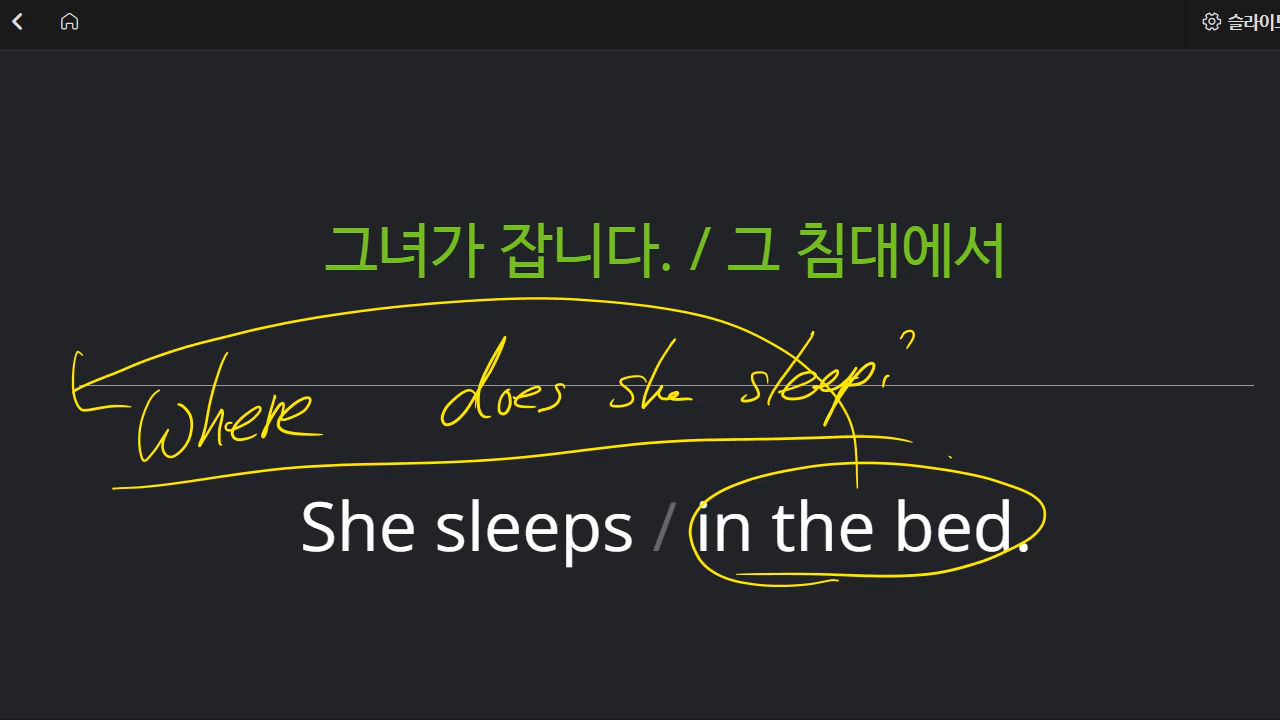 슬라이드
그녀가 잡니다. / 그 침대에서
where does she sleep?
She sleeps / in the bed.